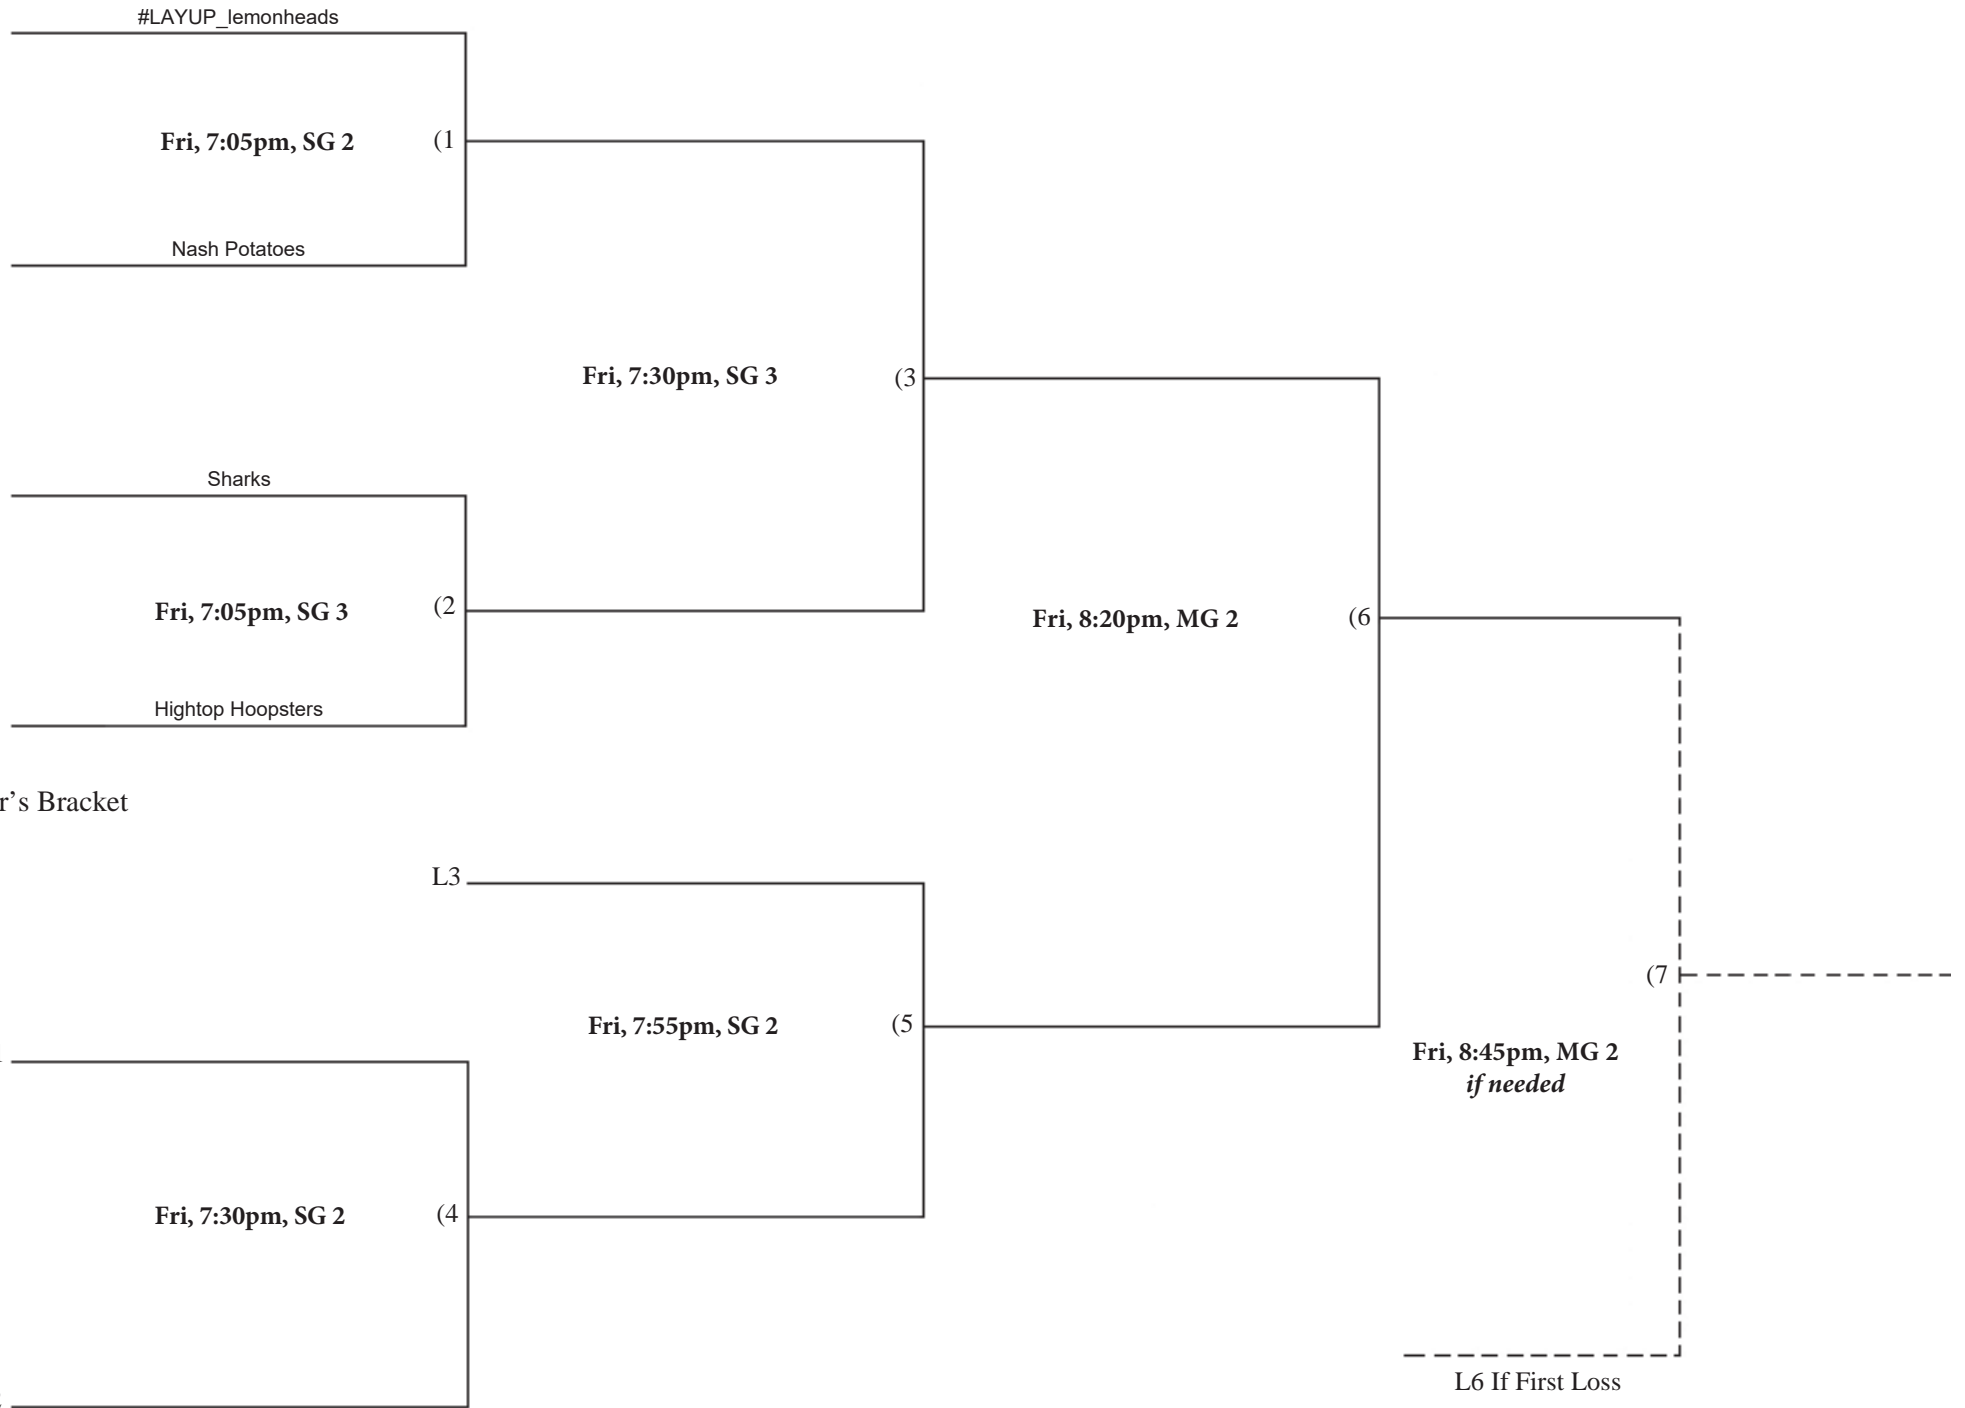 #LAYUP_lemonheads
Fri, 7:05pm, SG 2
(1
Nash Potatoes
Fri, 7:30pm, SG 3
(3
Sharks
Fri, 7:05pm, SG 3
(2
Hightop Hoopsters
Fri, 8:20pm, MG 2
(6
r’s Bracket
L3
Fri, 7:55pm, SG 2
(5
(7
Fri, 8:45pm, MG 2
if needed
Fri, 7:30pm, SG 2
(4
L6 If First Loss